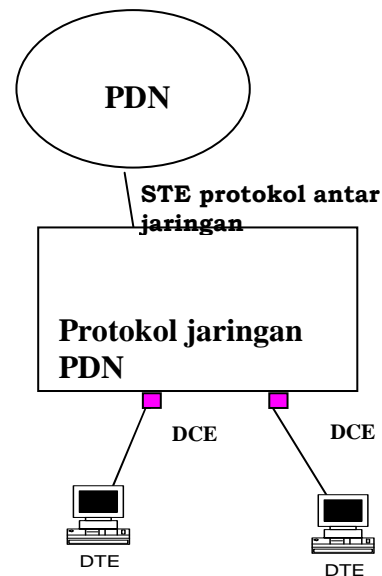 PDN
STE protokol antar
jaringan
Protokol jaringan
PDN
DCE
DCE
DTE
DTE